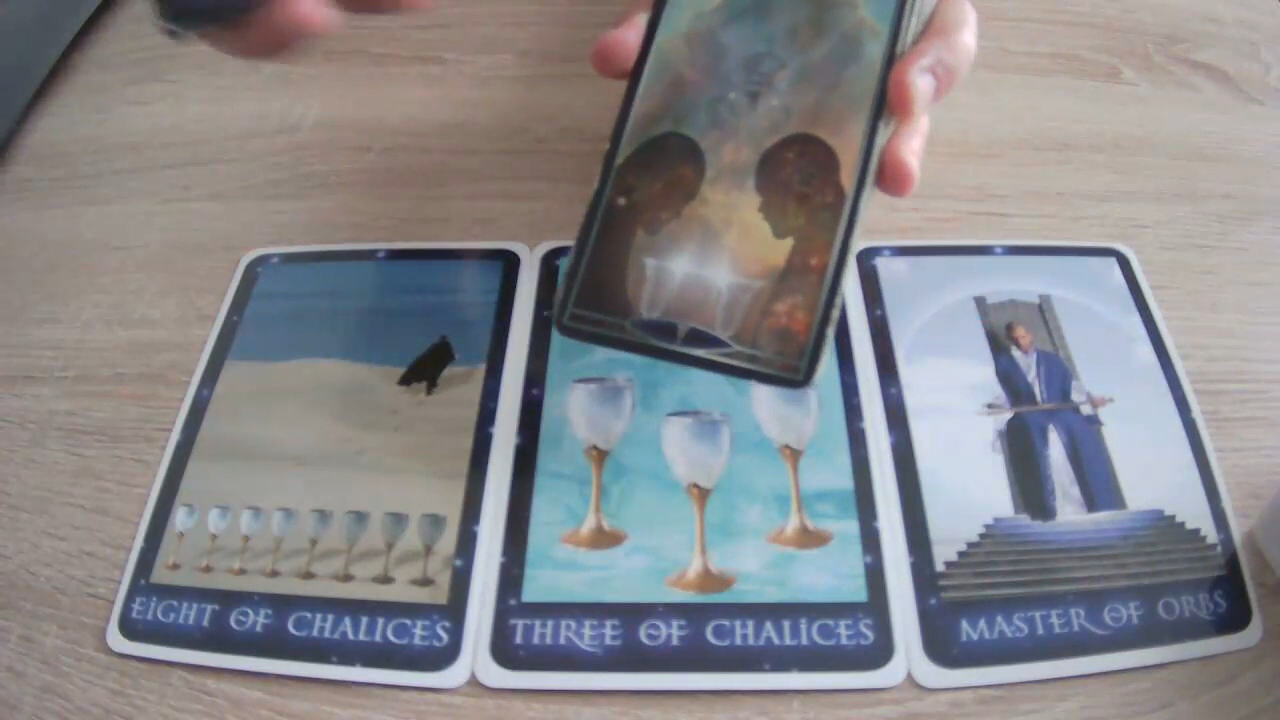 EIGHT OF CHALICES
THREE OF CHALICES
MASTER OF ORBS